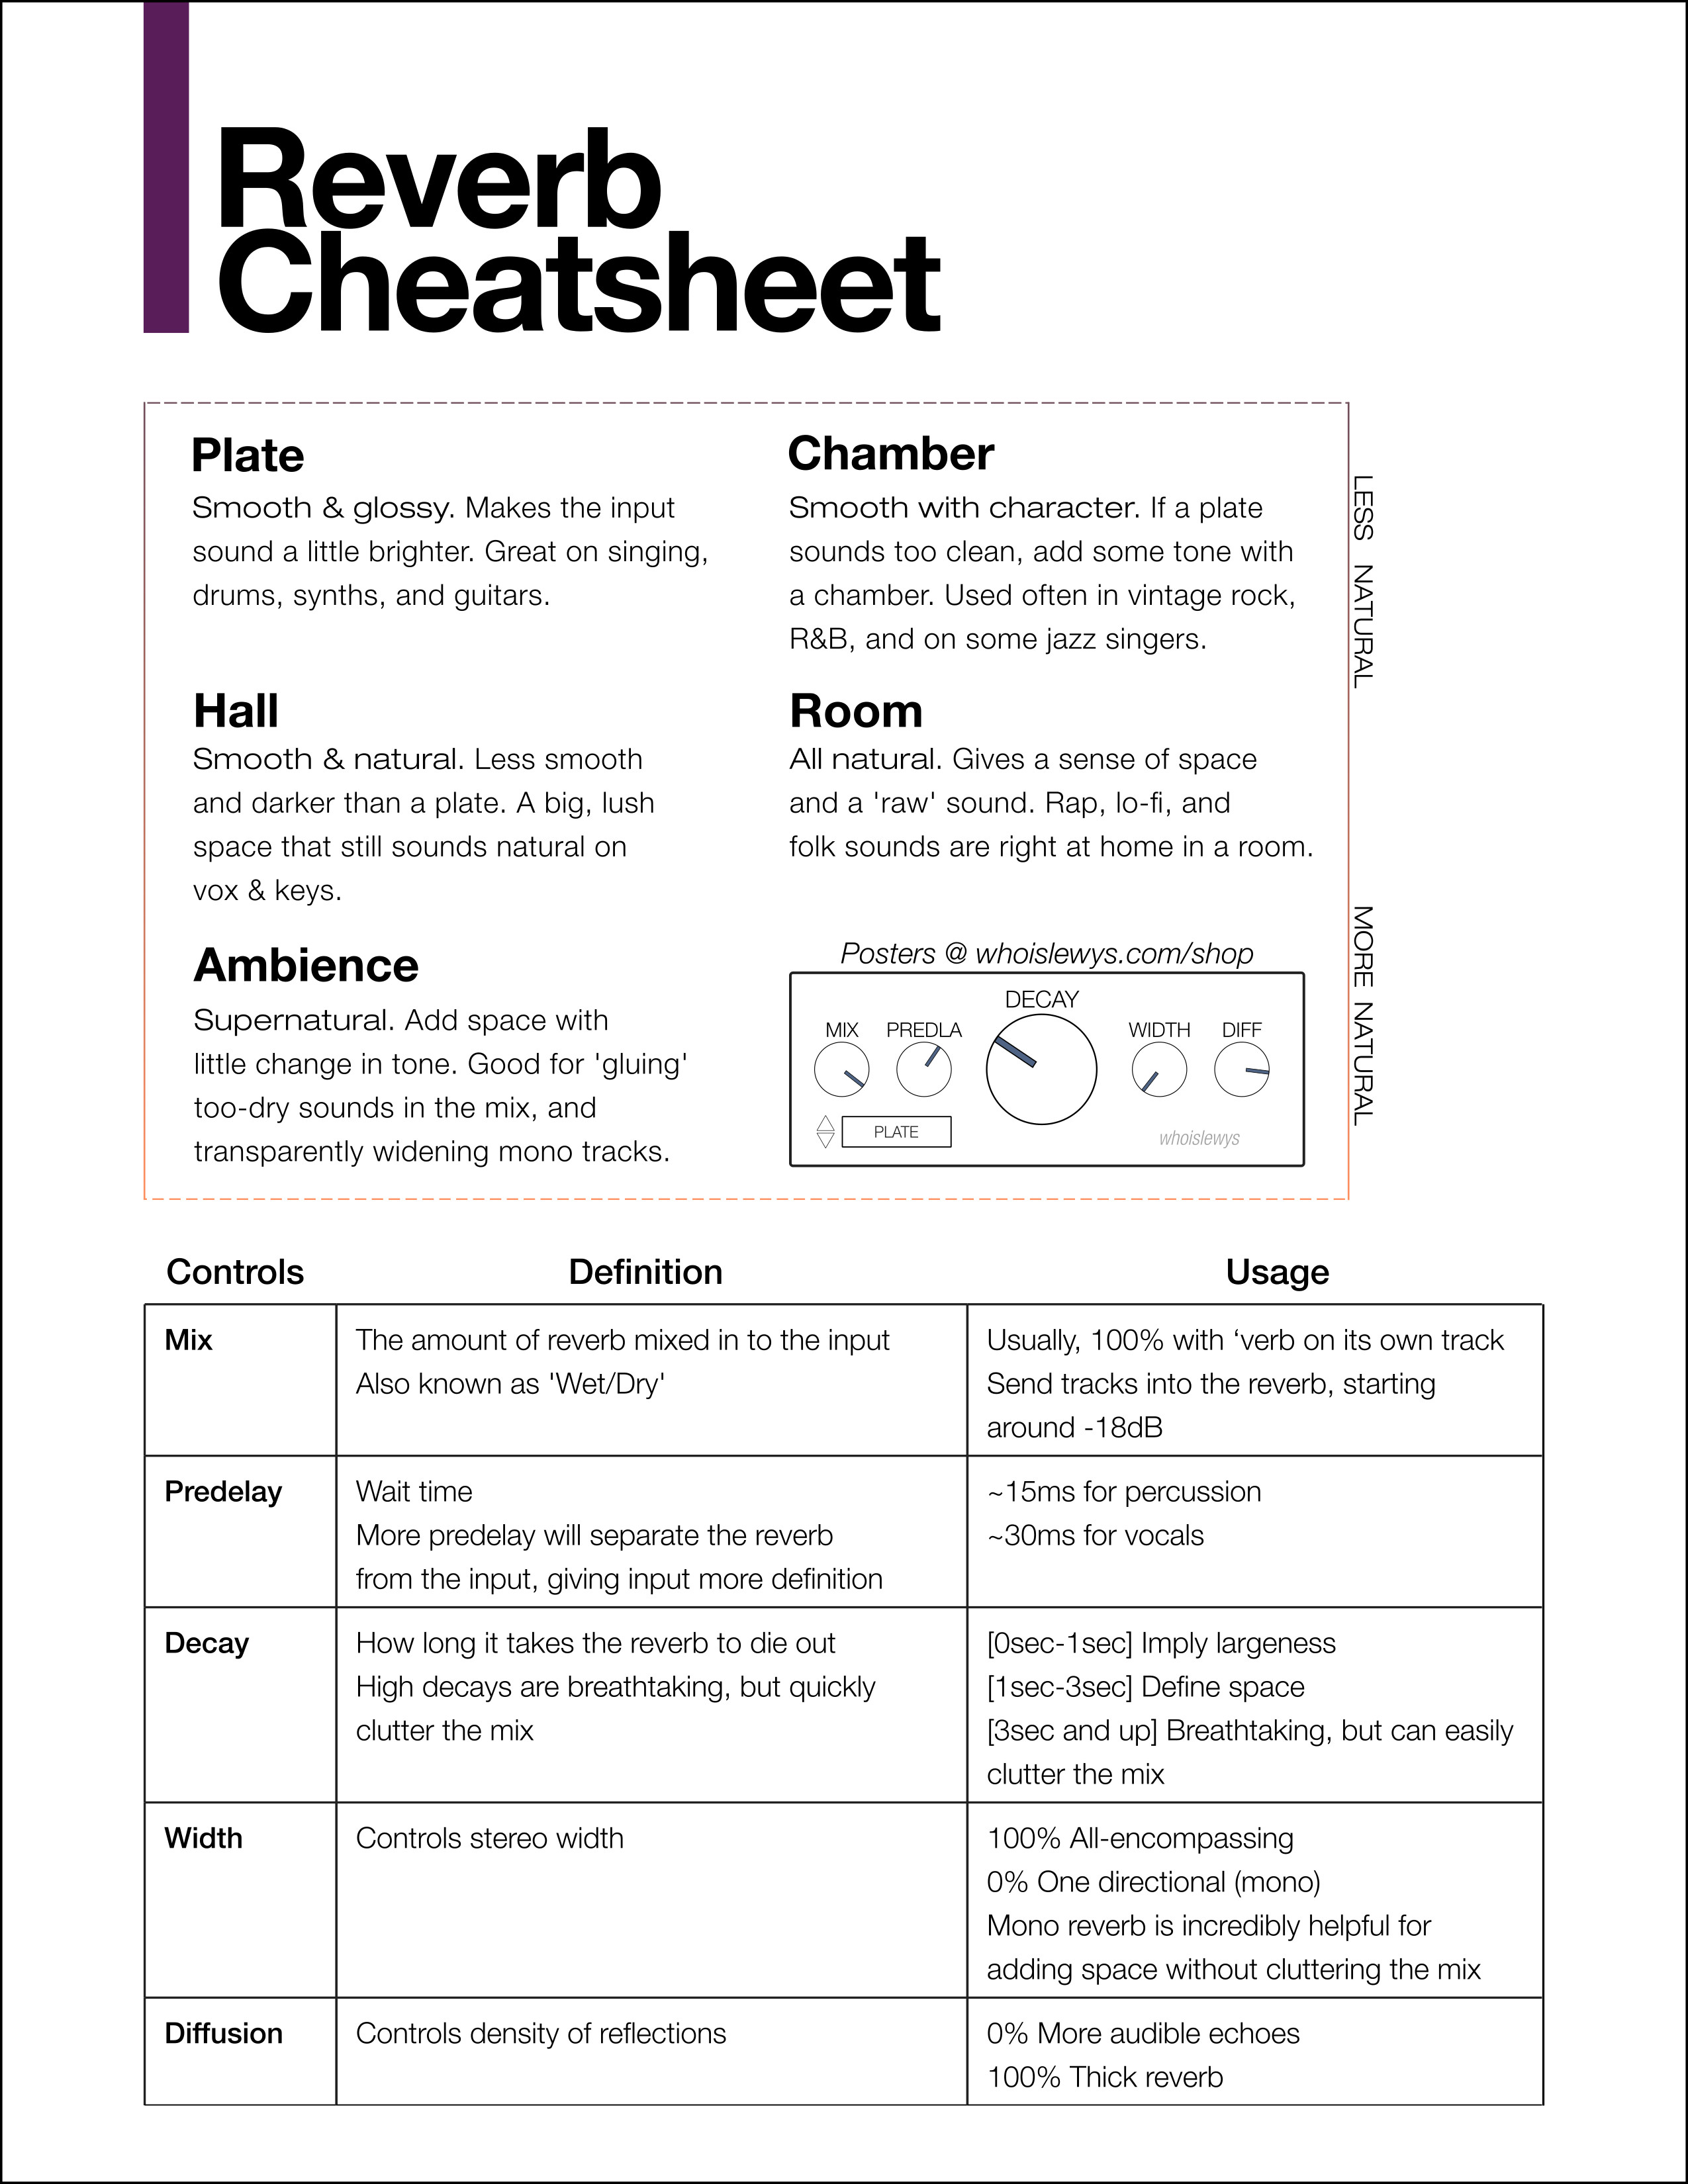 Reverb
Cheatsheet
Plate
Smooth & glossy. Makes the input
sound a little brighter. Great on singing,
drums, synths, and guitars.
Chamber
Smooth with character. If a plate
sounds too clean, add some tone with
a chamber. Used often in vintage rock,
R&B, and on some jazz singers.
LESS NATURAL
Hall
Smooth & natural. Less smooth
and darker than a plate. A big, lush
space that still sounds natural on
vox & keys.
Room
All natural. Gives a sense of space
and a 'raw' sound. Rap, lo-fi, and
folk sounds are right at home in a room.
MORE NATURAL
Ambience
Supernatural. Add space with
little change in tone. Good for 'gluing'
too-dry sounds in the mix, and
transparently widening mono tracks.
Posters @ whoislewys.com/shop
DECAY
MIX PREDLA WIDTH DIFF
PLATE
whoislewys
Controls Definition Usage
Mix
The amount of reverb mixed in to the input
Also known as 'Wet/Dry'
Usually, 100% with ‘verb on its own track
Send tracks into the reverb, starting
around -18dB
Predelay
Wait time
More predelay will separate the reverb
from the input, giving input more definition
~15ms for percussion
~30ms for vocals
Decay
How long it takes the reverb to die out
High decays are breathtaking, but quickly
clutter the mix
[0sec-1sec] Imply largeness
[1sec-3sec] Define space
[3sec and up] Breathtaking, but can easily
clutter the mix
Width
Controls stereo width
100% All-encompassing
0% One directional (mono)
Mono reverb is incredibly helpful for
adding space without cluttering the mix
Diffusion
Controls density of reflections
0% More audible echoes
100% Thick reverb